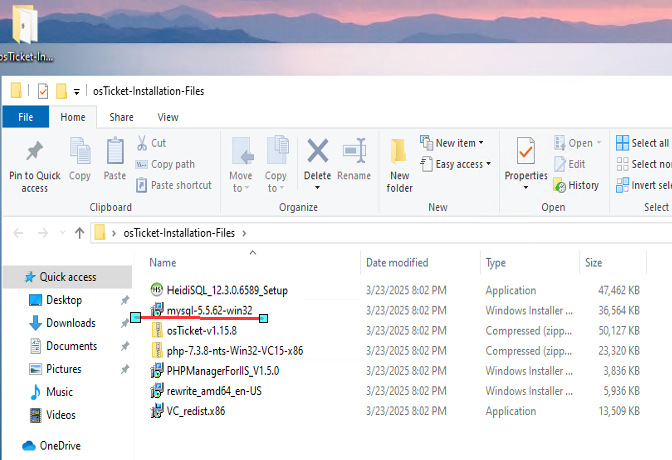 osTicket-In...
osTicket-Installation-Files
File Home Share View
Pin to Quick access
Copy
Paste
Cut
Copy path
Paste shortcut
Clipboard
Move to
Copy to
Delete
Rename
Organize
New folder
New item
Easy access
New
Properties
Open
Edit
History
Open
Select all
Select no
Invert sele
Select
osTicket-Installation-Files
Name Date modified Type Size
Quick access
Desktop
Downloads
Documents
Pictures
Music
Videos
OneDrive
HeidiSQL_12.3.0.6589_Setup 3/23/2025 8:02 PM Application 47,462 KB
mysql-5.5.62-win32 3/23/2025 8:02 PM Windows Installer ... 36,564 KB
osTicket-v1.15.8 3/23/2025 8:02 PM Compressed (zipp... 50,127 KB
php-7.3.8-nts-Win32-VC15-x86 3/23/2025 8:02 PM Compressed (zipp... 23,320 KB
PHPManagerForIIS_V1.5.0 3/23/2025 8:02 PM Windows Installer ... 3,836 KB
rewrite_amd64_en-US 3/23/2025 8:02 PM Windows Installer ... 5,936 KB
VC_redist.x86 3/23/2025 8:02 PM Application 13,509 KB